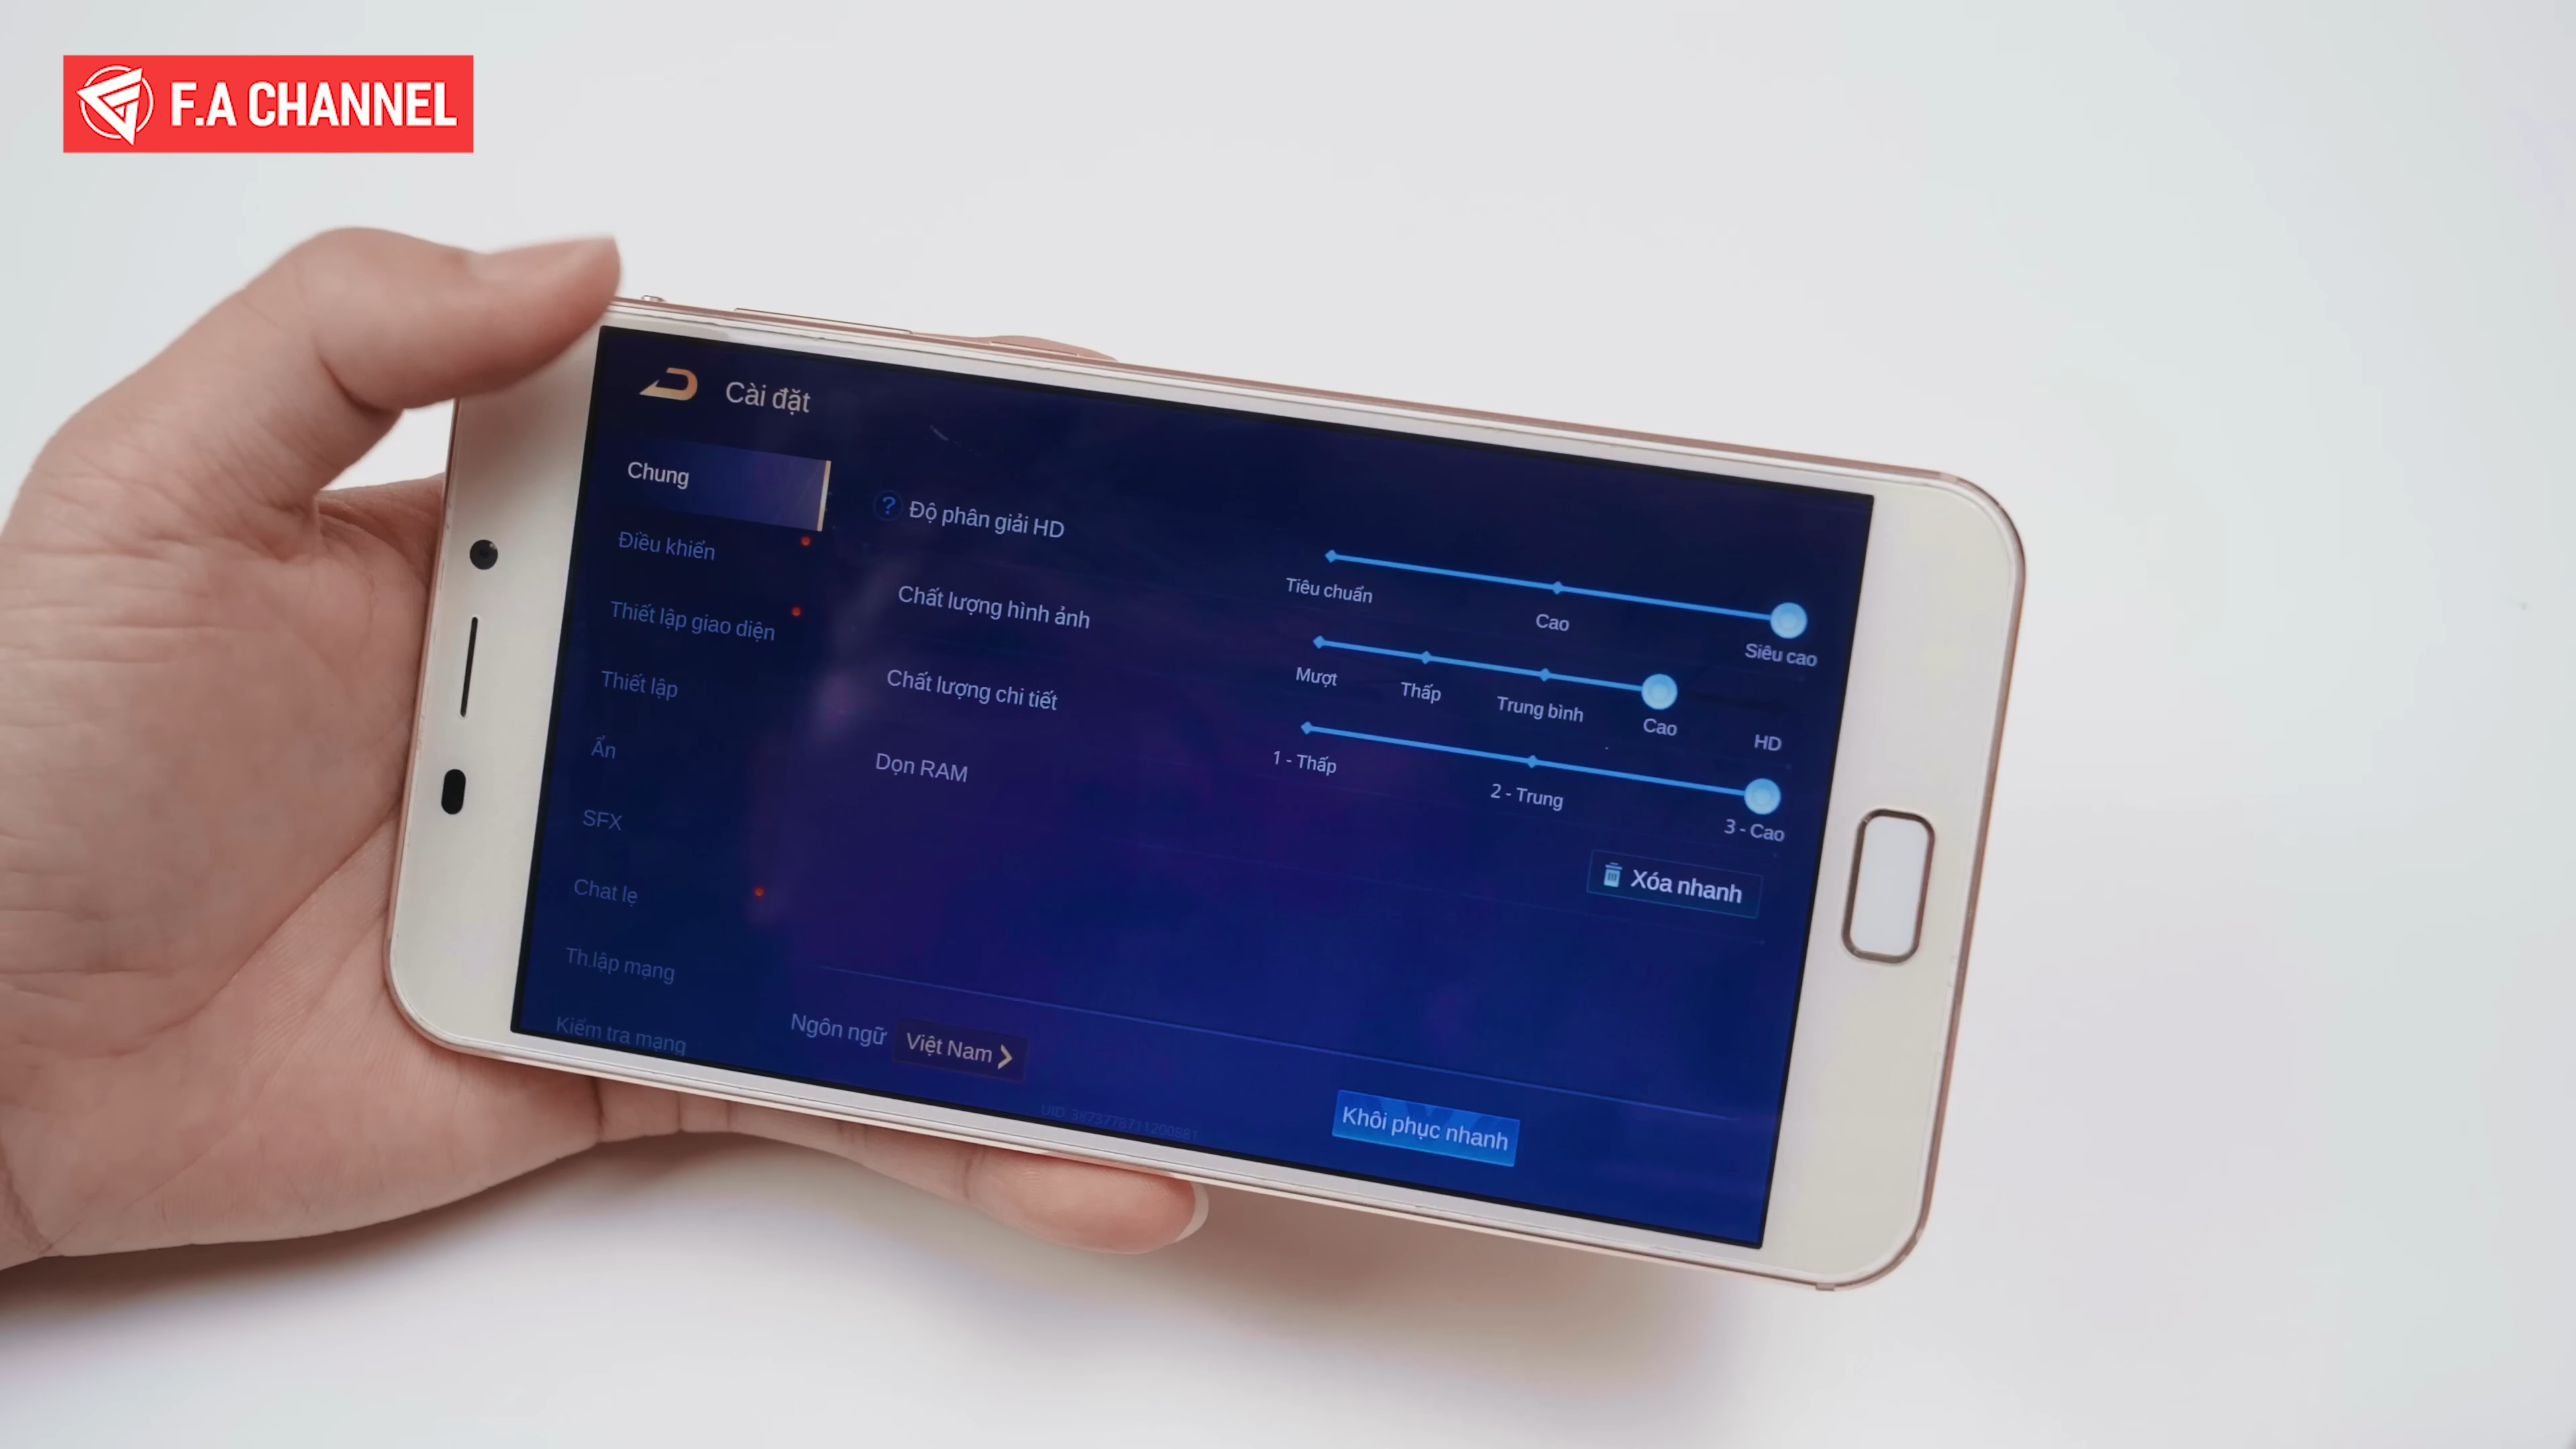 F.A CHANNEL
Cài đặt
Chung
Điều khiển
Thiết lập giao diện
Thiết lập
Ẩn
SFX
Chat lẹ
Th.lập mạng
Kiểm tra mạng
Độ phân giải HD
Tiêu chuẩn Cao Siêu cao
Chất lượng hình ảnh
Mượt Thấp Trung bình Cao HD
Chất lượng chi tiết
1 - Thấp 2 - Trung 3 - Cao
Dọn RAM
Xóa nhanh
Ngôn ngữ Việt Nam
Khôi phục nhanh